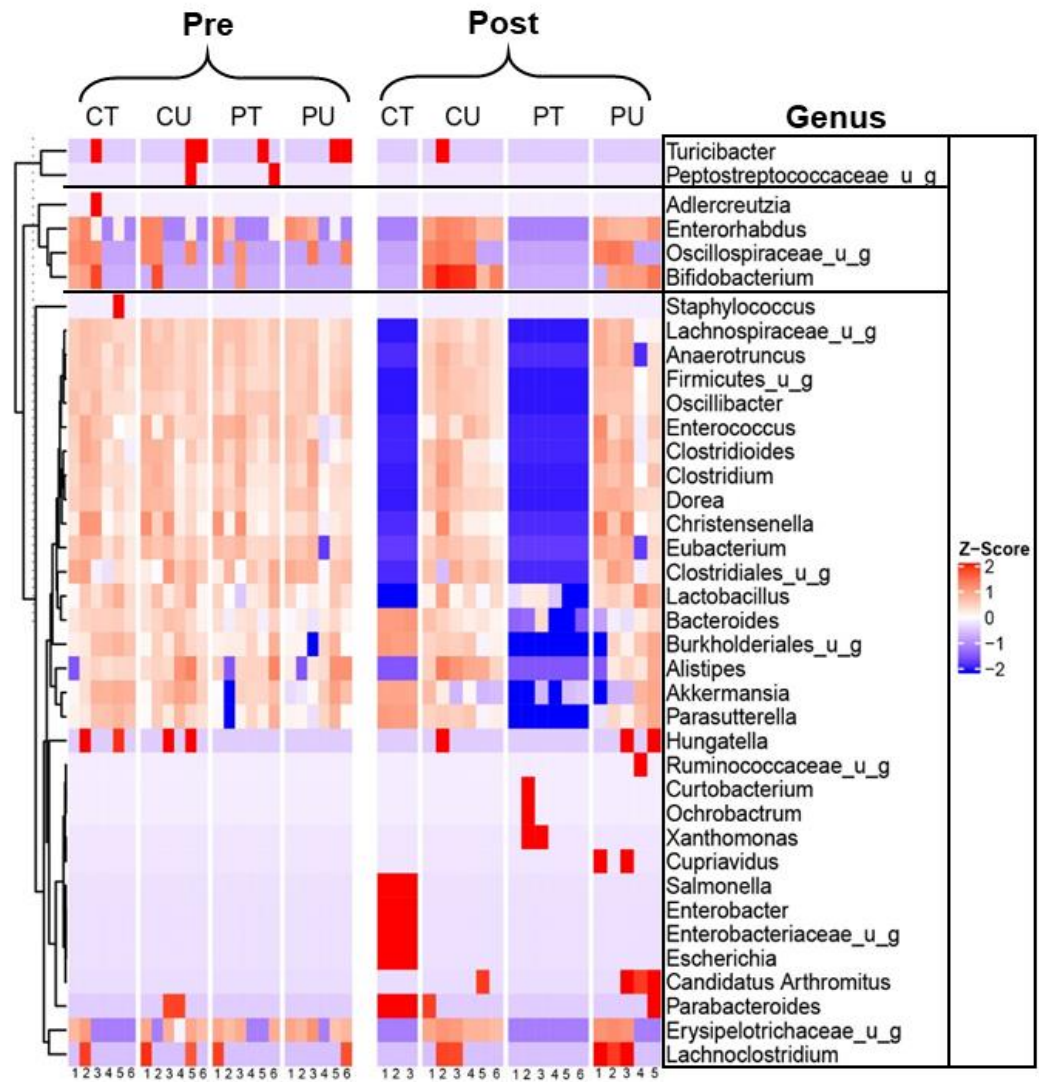 Pre Post
CT CU PT PU CT CU PT PU Genus
Turicibacter
Peptostreptococcaceae_u_g
Adlercreutzia
Enterorhabdus
Oscillospiraceae_u_g
Bifidobacterium
Staphylococcus
Lachnospiraceae_u_g
Anaerotruncus
Firmicutes_u_g
Oscillibacter
Enterococcus
Clostridioides
Clostridium
Dorea
Christensenella
Eubacterium
Clostridiales_u_g
Lactobacillus
Bacteroides
Burkholderiales_u_g
Alistipes
Akkermansia
Parasutterella
Hungatella
Ruminococcaceae_u_g
Curtobacterium
Ochrobactrum
Xanthomonas
Cupriavidus
Salmonella
Enterobacter
Enterobacteriaceae_u_g
Escherichia
Candidatus Arthromitus
Parabacteroides
Erysipelotrichaceae_u_g
Lachnoclostridium
1 2 3 4 5 6 1 2 3 4 5 6 1 2 3 4 5 6 1 2 3 4 5 6 1 2 3 1 2 3 4 5 6 1 2 3 4 5 6 1 2 3 4 5
Z-Score
2
1
0
−1
−2